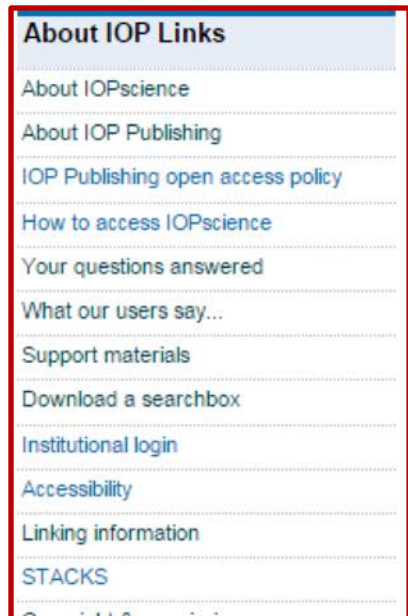 About IOP Links
About IOPscience
About IOP Publishing
IOP Publishing open access policy
How to access IOPscience
Your questions answered
What our users say...
Support materials
Download a searchbox
Institutional login
Accessibility
Linking information
STACKS